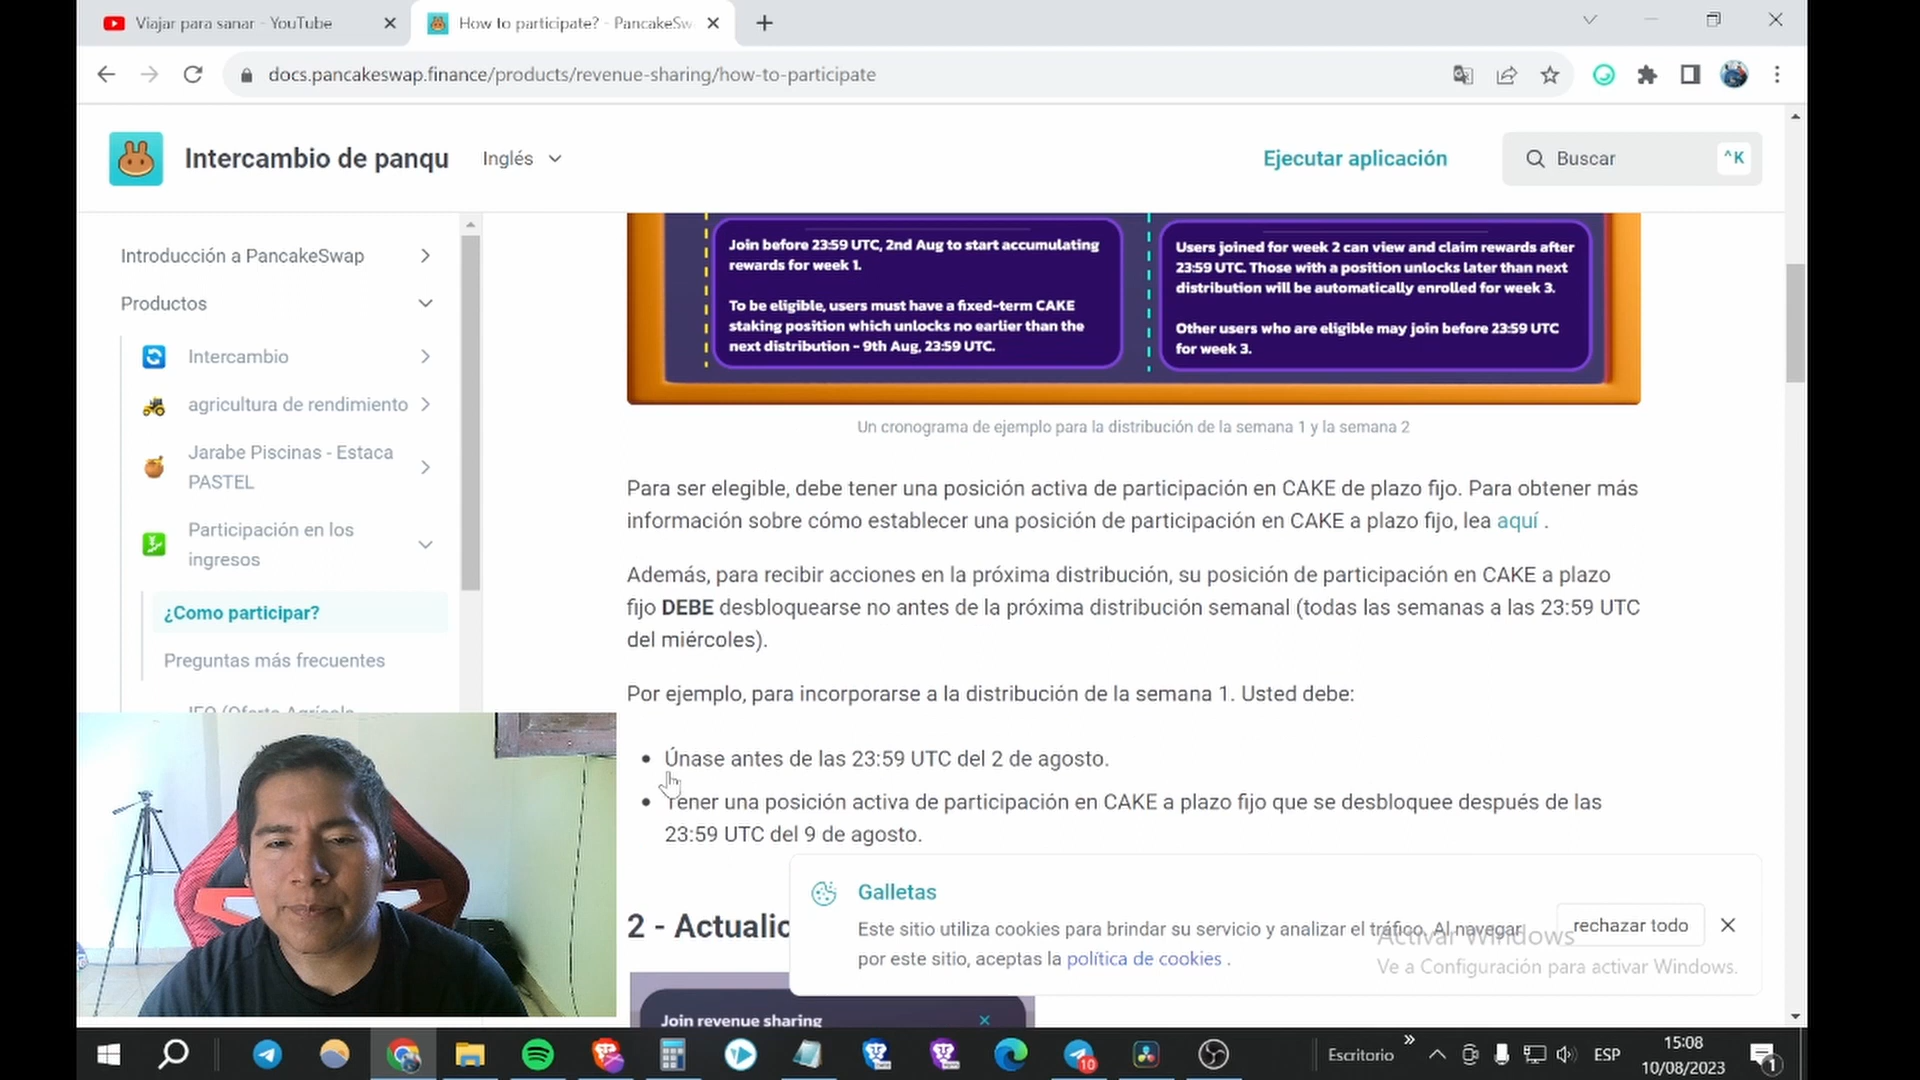 Viajar para sanar - YouTube
How to participate? - PancakeSw
docs.pancakeswap.finance/products/revenue-sharing/how-to-participate
Intercambio de panqu
Inglés
Ejecutar aplicación
Buscar
^K
Introducción a PancakeSwap
Productos
Intercambio
agricultura de rendimiento
Jarabe Piscinas - Estaca
PASTEL
Participación en los
ingresos
¿Como participar?
Preguntas más frecuentes
IFO (Oferta Agrícola
Join before 23:59 UTC, 2nd Aug to start accumulating
rewards for week 1.
To be eligible, users must have a fixed-term CAKE
staking position which unlocks no earlier than the
next distribution - 9th Aug, 23:59 UTC.
Users joined for week 2 can view and claim rewards after
23:59 UTC. Those with a position unlocks later than next
distribution will be automatically enrolled for week 3.
Other users who are eligible may join before 23:59 UTC
for week 3.
Un cronograma de ejemplo para la distribución de la semana 1 y la semana 2
Para ser elegible, debe tener una posición activa de participación en CAKE de plazo fijo. Para obtener más
información sobre cómo establecer una posición de participación en CAKE a plazo fijo, lea aquí .
Además, para recibir acciones en la próxima distribución, su posición de participación en CAKE a plazo
fijo DEBE desbloquearse no antes de la próxima distribución semanal (todas las semanas a las 23:59 UTC
del miércoles).
Por ejemplo, para incorporarse a la distribución de la semana 1. Usted debe:
• Únase antes de las 23:59 UTC del 2 de agosto.
• Tener una posición activa de participación en CAKE a plazo fijo que se desbloquee después de las
23:59 UTC del 9 de agosto.
2 - Actualic
Galletas
Este sitio utiliza cookies para brindar su servicio y analizar el tráfico. Al navegar
por este sitio, aceptas la política de cookies .
rechazar todo
Activar Windows
Ve a Configuración para activar Windows.
Join revenue sharing
10
Escritorio
ESP
15:08
10/08/2023
1